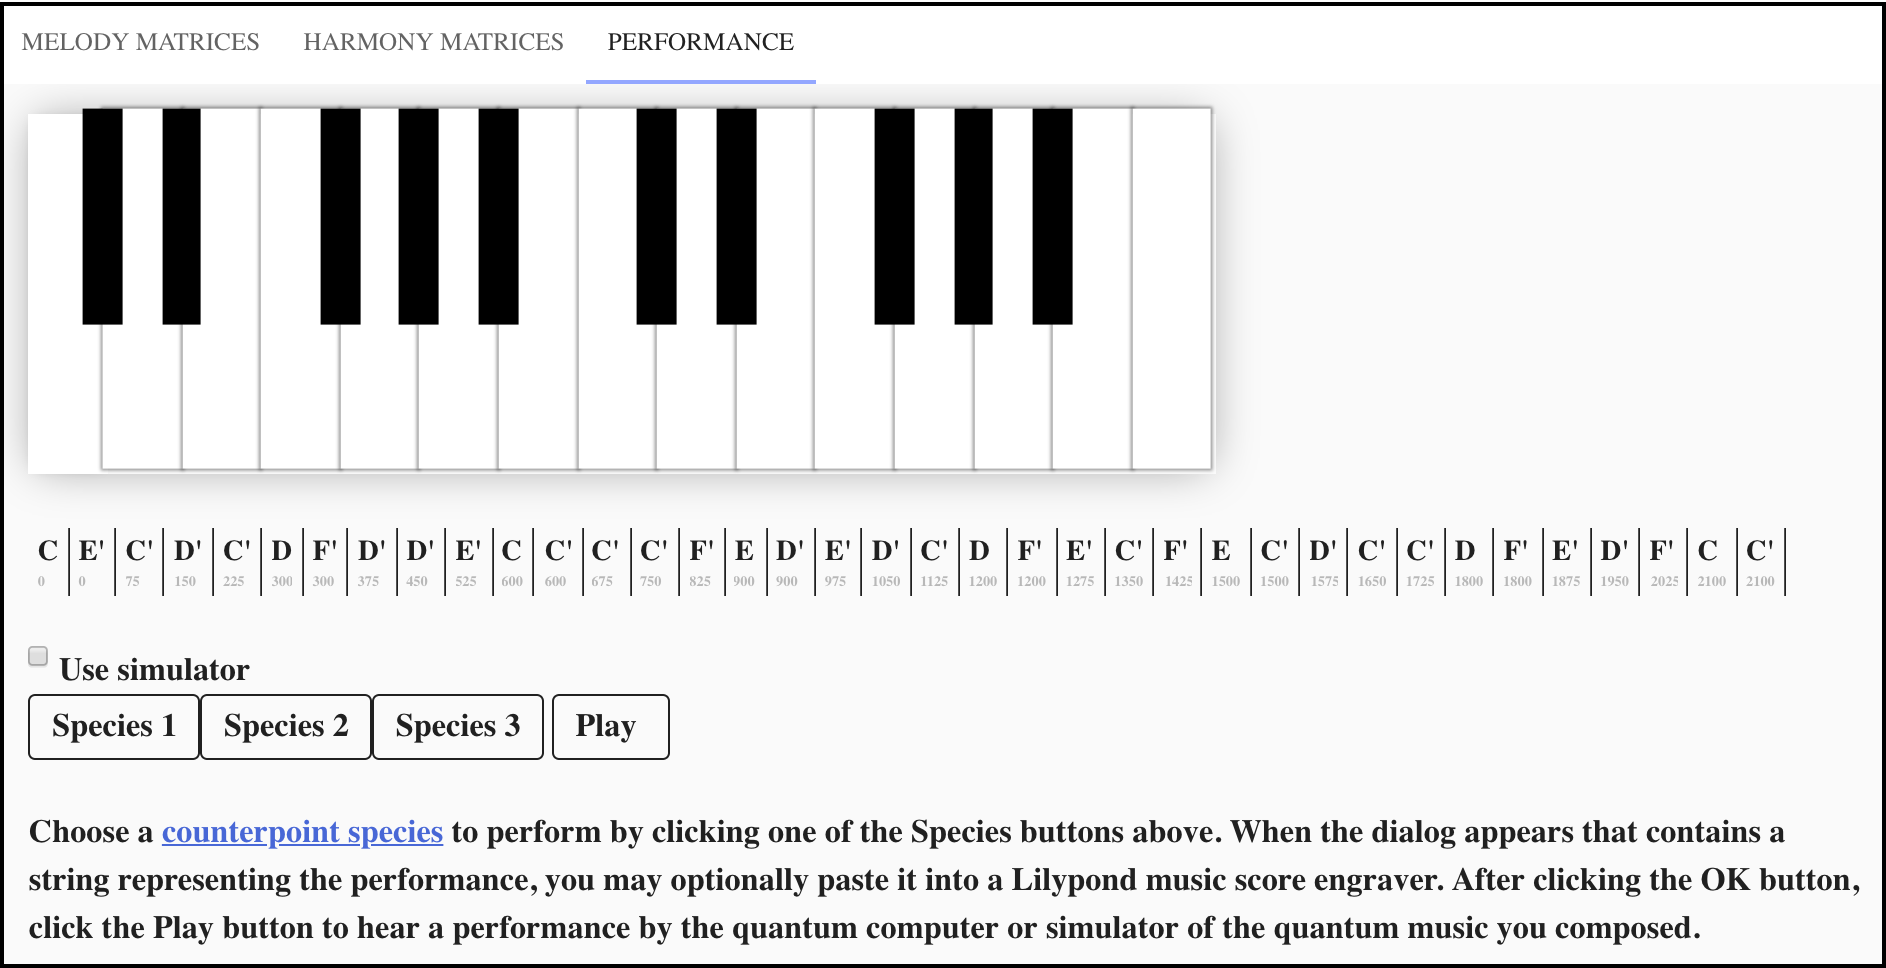 MELODY MATRICES HARMONY MATRICES PERFORMANCE
C E' C' D' C' D F' D' D' E' C C' C' C' F' E D' E' D' C' D F' E' C' F' E C' D' C' C' D F' E' D' F' C C'
0 0 75 150 225 300 300 375 450 525 600 600 675 750 825 900 900 975 1050 1125 1200 1200 1275 1350 1425 1500 1500 1575 1650 1725 1800 1800 1875 1950 2025 2100 2100
Use simulator
Species 1 Species 2 Species 3 Play
Choose a counterpoint species to perform by clicking one of the Species buttons above. When the dialog appears that contains a
string representing the performance, you may optionally paste it into a Lilypond music score engraver. After clicking the OK button,
click the Play button to hear a performance by the quantum computer or simulator of the quantum music you composed.